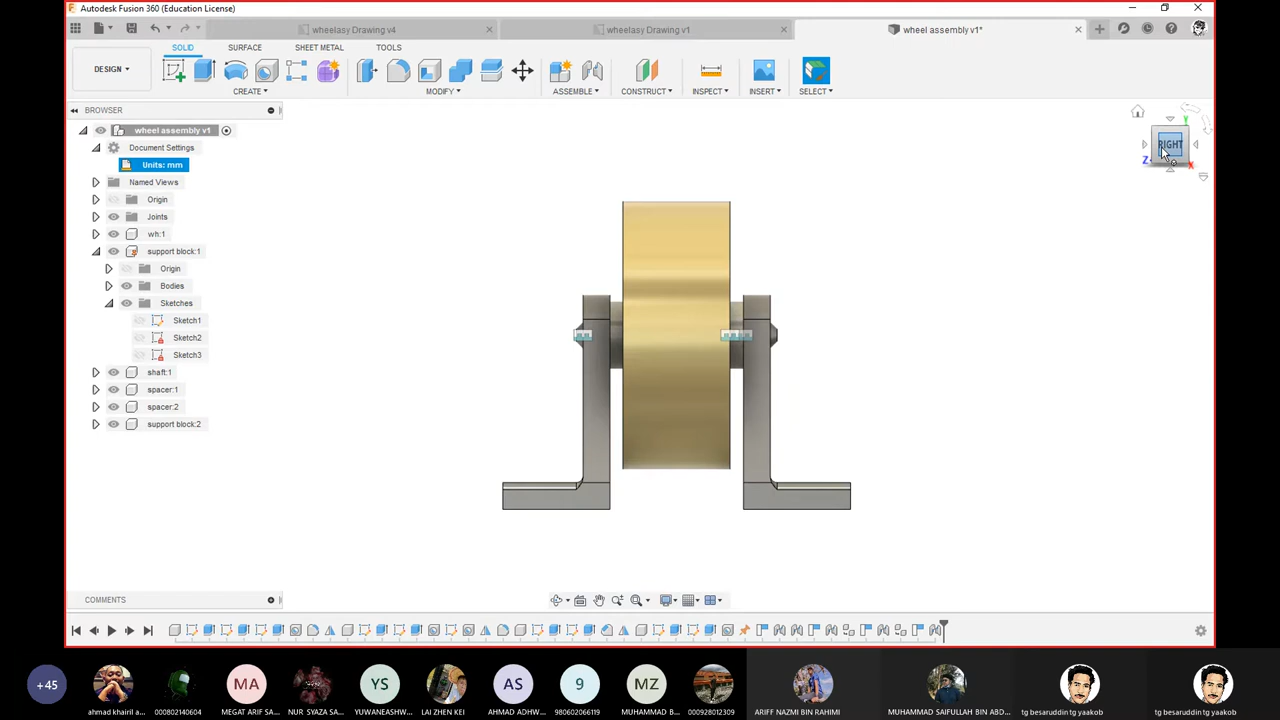 Autodesk Fusion 360 (Education License)
wheelasy Drawing v4
wheelasy Drawing v1
wheel assembly v1*
SOLID SURFACE SHEET METAL TOOLS
DESIGN
CREATE MODIFY ASSEMBLE CONSTRUCT INSPECT INSERT SELECT
BROWSER
wheel assembly v1
Document Settings
Units: mm
Named Views
Origin
Joints
wh:1
support block:1
Origin
Bodies
Sketches
Sketch1
Sketch2
Sketch3
shaft:1
spacer:1
spacer:2
support block:2
Y
RIGHT
Z
X
COMMENTS
+45
MA
YS
AS
9
MZ
ahmad khairil a...
000802140604
MEGAT ARIF SA...
NUR SYAZA SA...
YUWANEASHW...
LAI ZHEN KEI
AHMAD ADHW...
980602066119
MUHAMMAD B...
000928012309
ARIFF NAZMI BIN RAHIMI
MUHAMMAD SAIFULLAH BIN ABD...
tg besaruddin tg yaakob
tg besaruddin tg yaakob